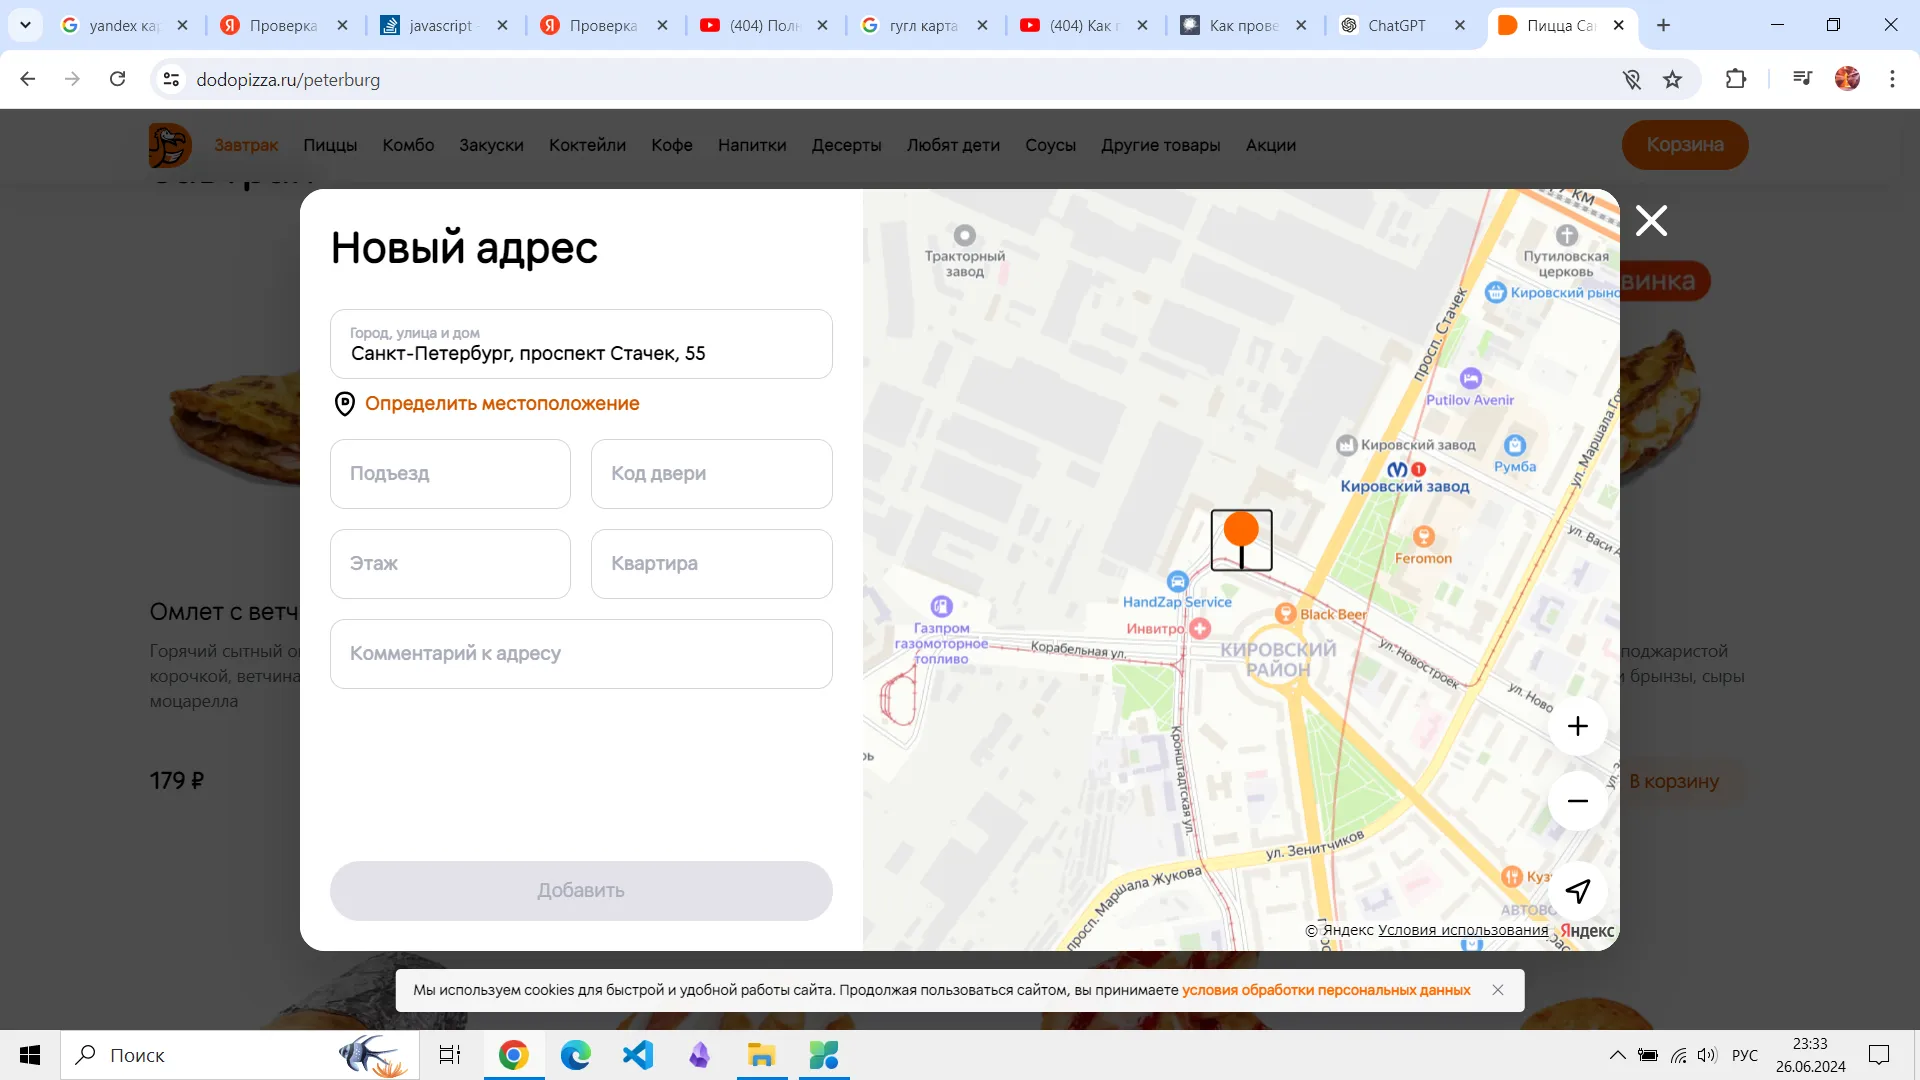 yandex ка
Проверка
javascript -
Проверка
(404) Полн
гугл карта
(404) Как п
Как прове
ChatGPT
Пицца Са
dodopizza.ru/peterburg
Завтрак
Пиццы
Комбо
Закуски
Коктейли
Кофе
Напитки
Десерты
Любят дети
Соусы
Другие товары
Акции
Корзина
Новый адрес
Город, улица и дом
Санкт-Петербург, проспект Стачек, 55
Определить местоположение
Подъезд
Код двери
Этаж
Квартира
Комментарий к адресу
Добавить
Тракторный
завод
Путиловская
церковь
Кировский рыно
просп. Стачек
Putilov Avenir
ул. Маршала Го
Кировский завод
Румба
1
Кировский завод
ул. Васи А
Feromon
HandZap Service
Black Beer
Инвитро
Газпром
газомоторное
топливо
Корабельная ул.
КИРОВСКИЙ
РАЙОН
ул. Новостроек
ул. Ново
Кронштадтская ул.
ул. Зенитчиков
просп. Маршала Жукова
Куз
АВТОВО
© Яндекс Условия использования
Яндекс
винка
Омлет с ветч
Горячий сытный о
корочкой, ветчина
моцарелла
179 ₽
поджаристой
и брынзы, сыры
В корзину
Мы используем cookies для быстрой и удобной работы сайта. Продолжая пользоваться сайтом, вы принимаете условия обработки персональных данных
Поиск
РУС
23:33
26.06.2024